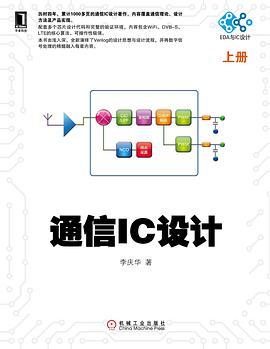 历时四年、重达1000多页的通信IC设计著作，内容覆盖通信理论、设计
方法及产品实现。
配套多个芯片设计代码和完整的验证环境，内容包含WiFi、DVB-S、
LTE的核心算法，可操作性极强。
本书由浅入深，全新演绎了Verilog的设计思想与设计流程，并将数字信
号处理的精髓融入每章内容。
EDA与IC设计
上册
NCO
通信IC设计
李庆华 著
机械工业出版社
China Machine Press